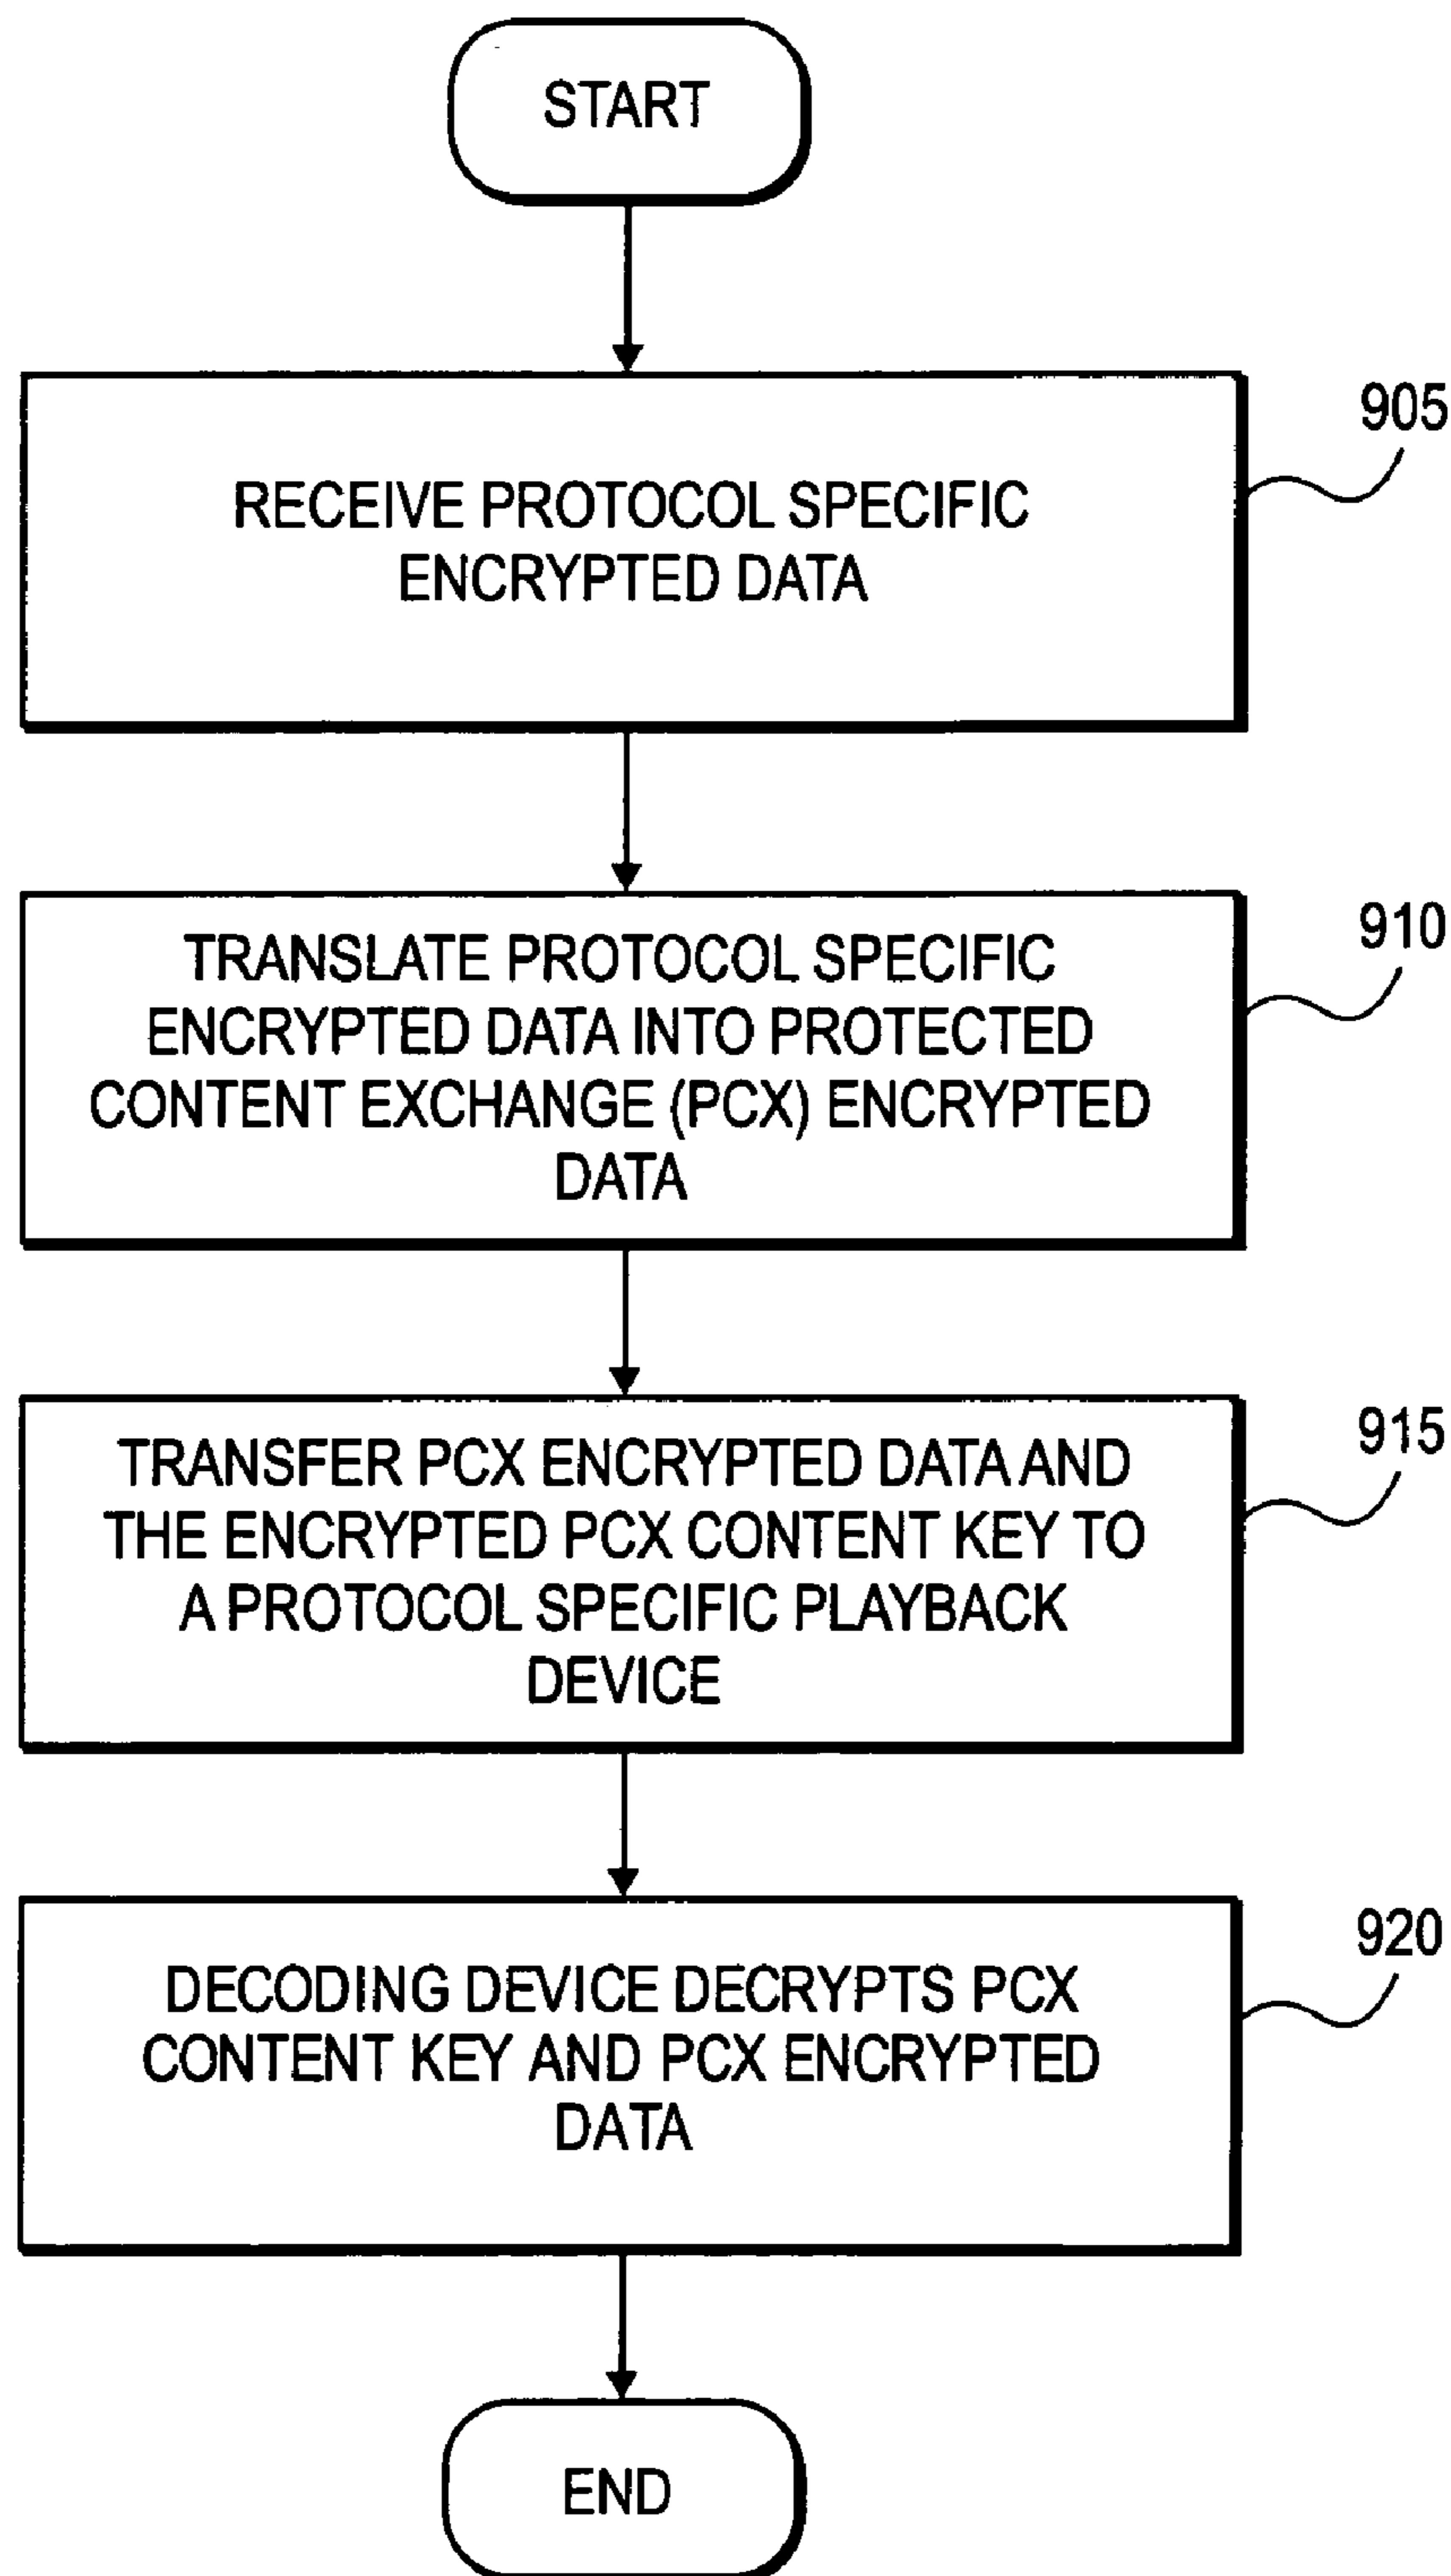 START
RECEIVE PROTOCOL SPECIFIC
ENCRYPTED DATA
905
TRANSLATE PROTOCOL SPECIFIC
ENCRYPTED DATA INTO PROTECTED
CONTENT EXCHANGE (PCX) ENCRYPTED
DATA
910
TRANSFER PCX ENCRYPTED DATA AND
THE ENCRYPTED PCX CONTENT KEY TO
A PROTOCOL SPECIFIC PLAYBACK
DEVICE
915
DECODING DEVICE DECRYPTS PCX
CONTENT KEY AND PCX ENCRYPTED
DATA
920
END